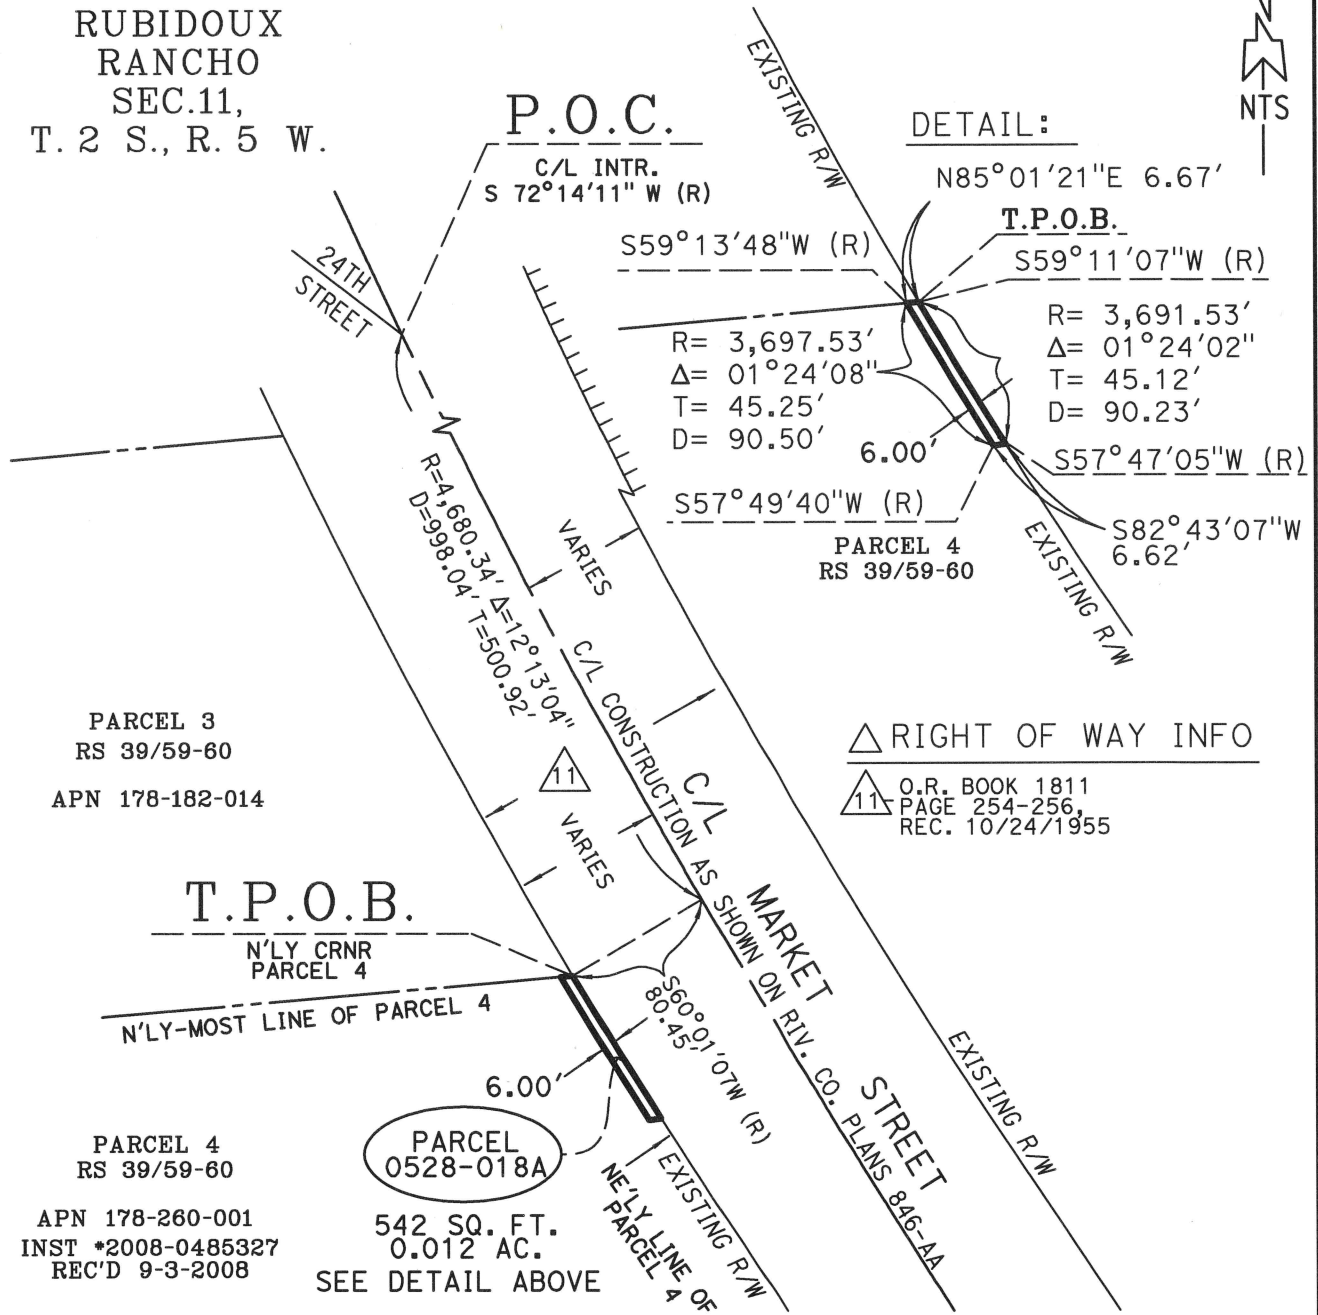 RUBIDOUX
RANCHO
SEC.11,
T. 2 S., R. 5 W.
P.O.C.
C/L INTR.
S 72°14'11" W (R)
24TH
STREET
EXISTING R/W
N
NTS
DETAIL:
N85°01'21"E 6.67'
T.P.O.B.
S59°13'48"W (R)
S59°11'07"W (R)
R= 3,697.53'
Δ= 01°24'08"
T= 45.25'
D= 90.50'
R= 3,691.53'
Δ= 01°24'02"
T= 45.12'
D= 90.23'
6.00'
S57°47'05"W (R)
S57°49'40"W (R)
S82°43'07"W
6.62'
PARCEL 4
RS 39/59-60
EXISTING R/W
R=4,680.34' Δ=12°13'04"
D=998.04' T=500.92'
VARIES
C/L CONSTRUCTION AS SHOWN ON RIV. CO. PLANS 846-AA
C/L MARKET STREET
11
VARIES
PARCEL 3
RS 39/59-60
APN 178-182-014
△ RIGHT OF WAY INFO
11 O.R. BOOK 1811
PAGE 254-256,
REC. 10/24/1955
T.P.O.B.
N'LY CRNR
PARCEL 4
N'LY-MOST LINE OF PARCEL 4
S60°01'07W (R)
80.45'
6.00'
EXISTING R/W
PARCEL
0528-018A
542 SQ. FT.
0.012 AC.
SEE DETAIL ABOVE
PARCEL 4
RS 39/59-60
APN 178-260-001
INST *2008-0485327
REC'D 9-3-2008
NE'LY LINE OF
PARCEL 4
EXISTING R/W